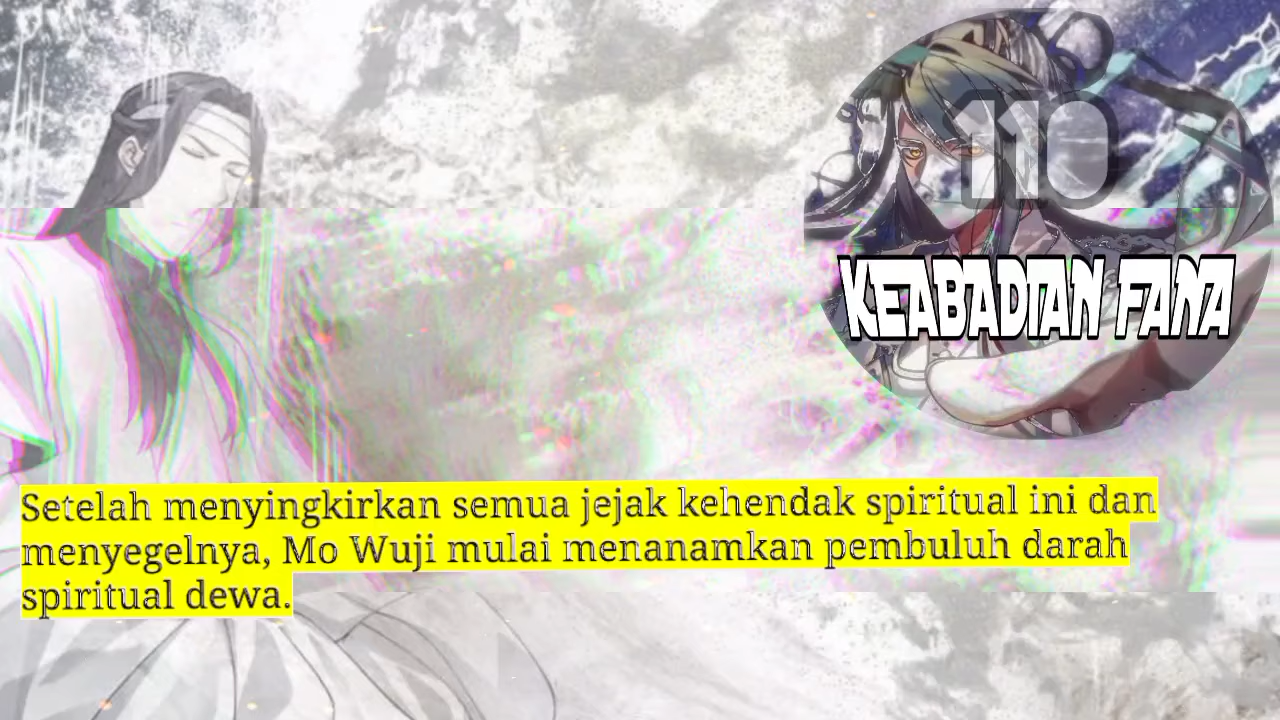 110
KEABADIAN FANA
Setelah menyingkirkan semua jejak kehendak spiritual ini dan
menyegelnya, Mo Wuji mulai menanamkan pembuluh darah
spiritual dewa.